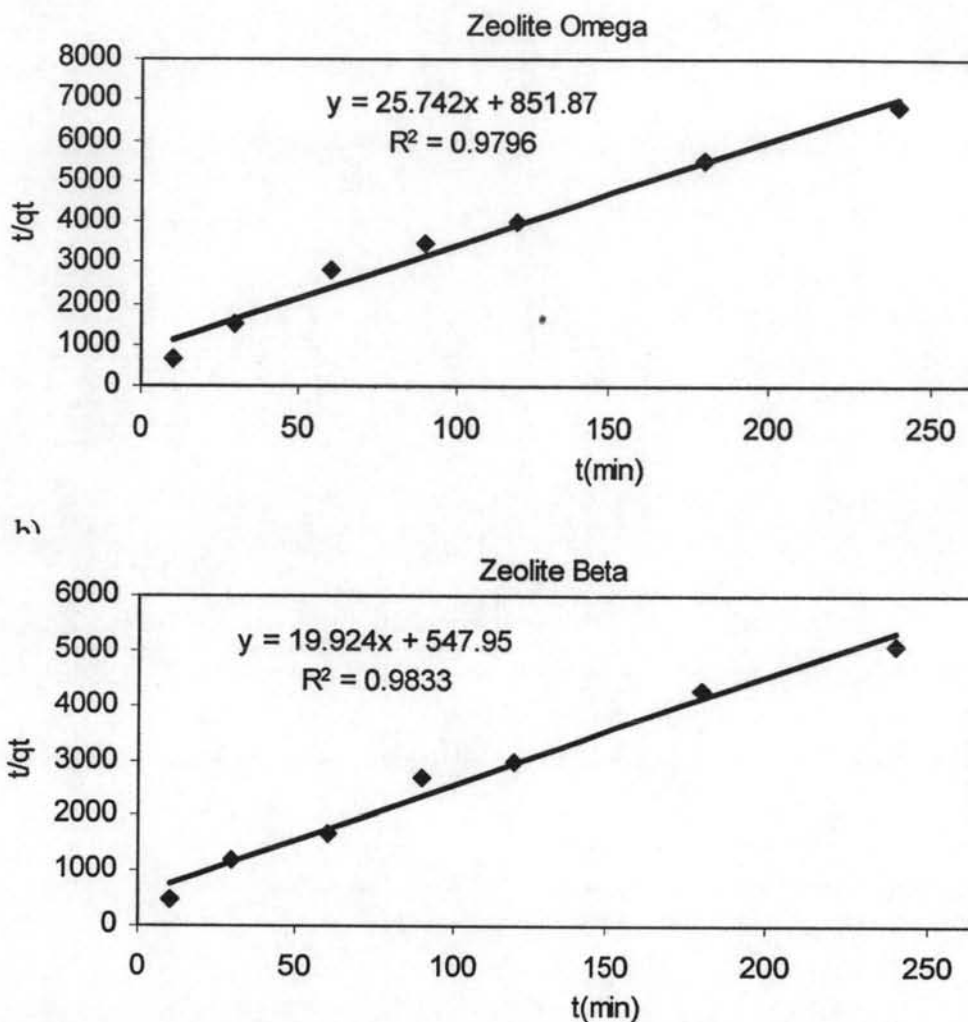 Zeolite Omega
8000
7000
6000
5000
4000
3000
2000
1000
0
y = 25.742x + 851.87
R² = 0.9796
t/qt
0 50 100 150 200 250
t(min)
Zeolite Beta
6000
5000
4000
3000
2000
1000
0
y = 19.924x + 547.95
R² = 0.9833
t/qt
0 50 100 150 200 250
t(min)